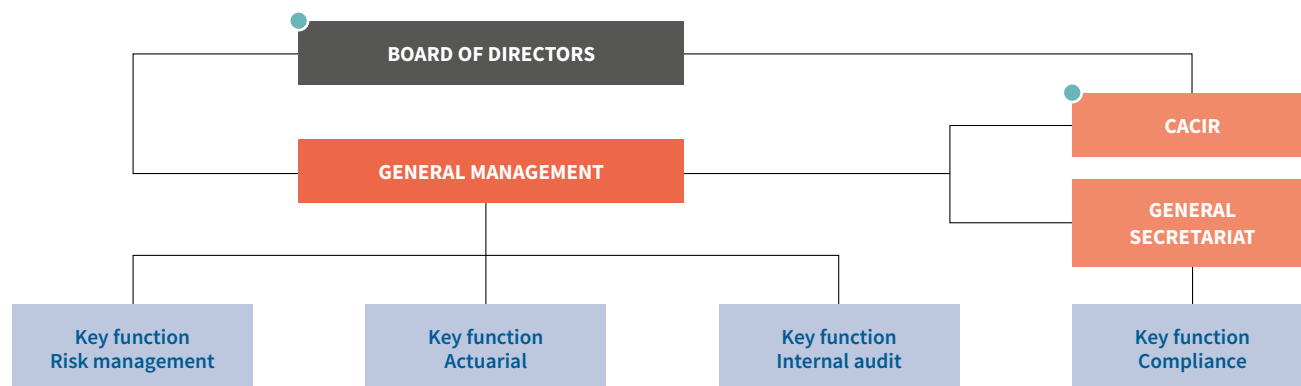 BOARD OF DIRECTORS
CACIR
GENERAL MANAGEMENT
GENERAL
SECRETARIAT
Key function
Risk management
Key function
Actuarial
Key function
Internal audit
Key function
Compliance